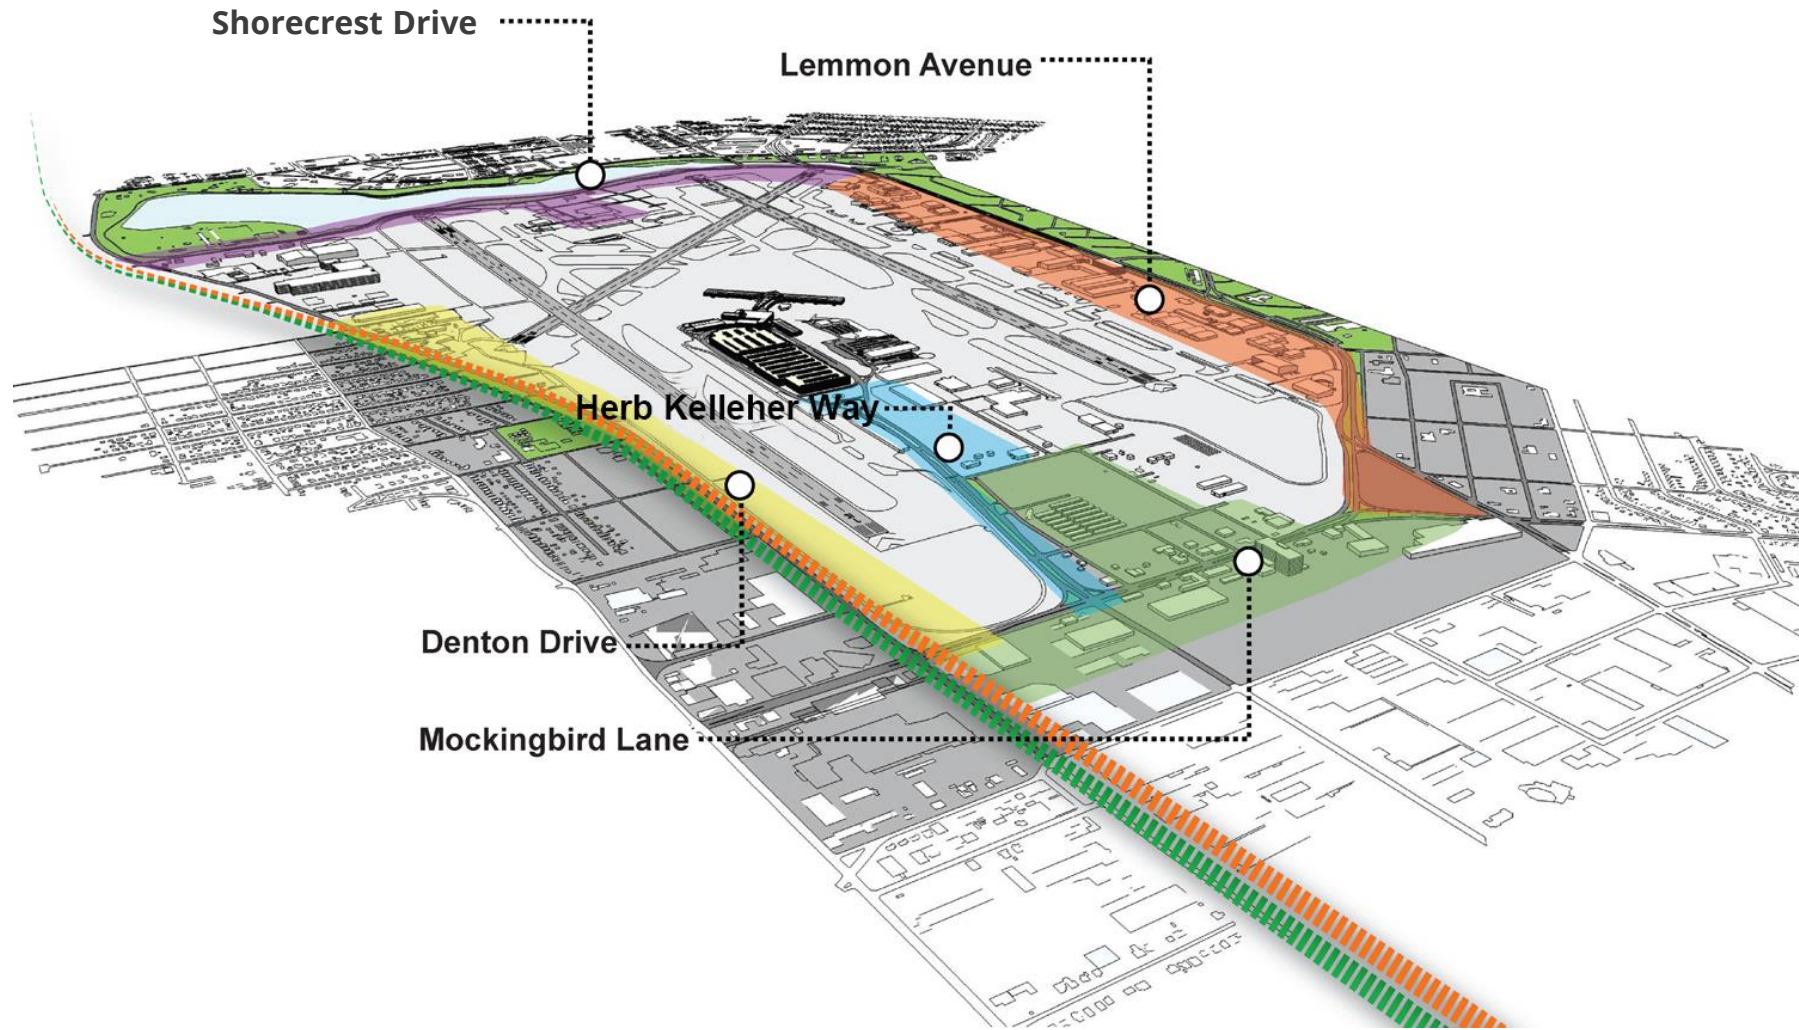 Shorecrest Drive
Lemmon Avenue
Herb Kelleher Way
Denton Drive
Mockingbird Lane